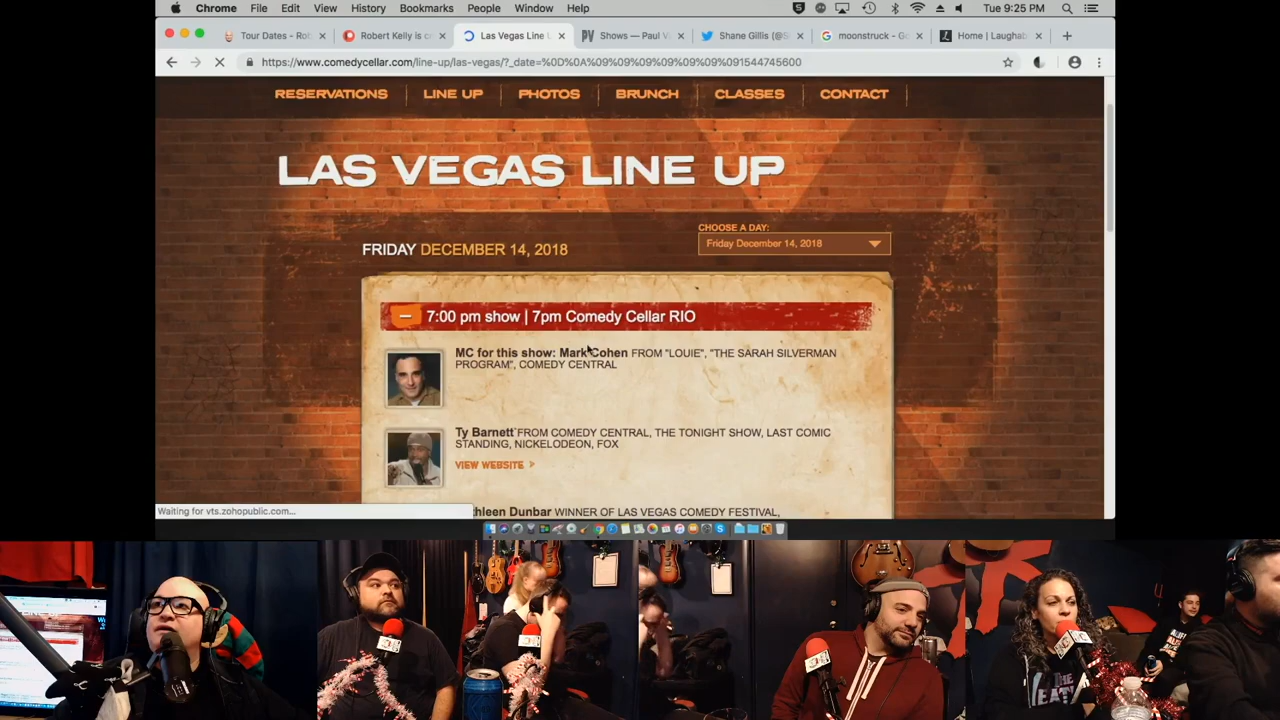 Chrome File Edit View History Bookmarks People Window Help Tue 9:25 PM
Tour Dates - Rob Robert Kelly is cr Las Vegas Line U Shows — Paul V Shane Gillis (@S moonstruck - Go Home | Laughab
https://www.comedycellar.com/line-up/las-vegas/?_date=%0D%0A%09%09%09%09%09%091544745600
RESERVATIONS LINE UP PHOTOS BRUNCH CLASSES CONTACT
LAS VEGAS LINE UP
CHOOSE A DAY:
FRIDAY DECEMBER 14, 2018
Friday December 14, 2018
7:00 pm show | 7pm Comedy Cellar RIO
MC for this show: Mark Cohen FROM "LOUIE", "THE SARAH SILVERMAN
PROGRAM", COMEDY CENTRAL
Ty Barnett FROM COMEDY CENTRAL, THE TONIGHT SHOW, LAST COMIC
STANDING, NICKELODEON, FOX
VIEW WEBSITE >
thleen Dunbar WINNER OF LAS VEGAS COMEDY FESTIVAL,
Waiting for vts.zohopublic.com...